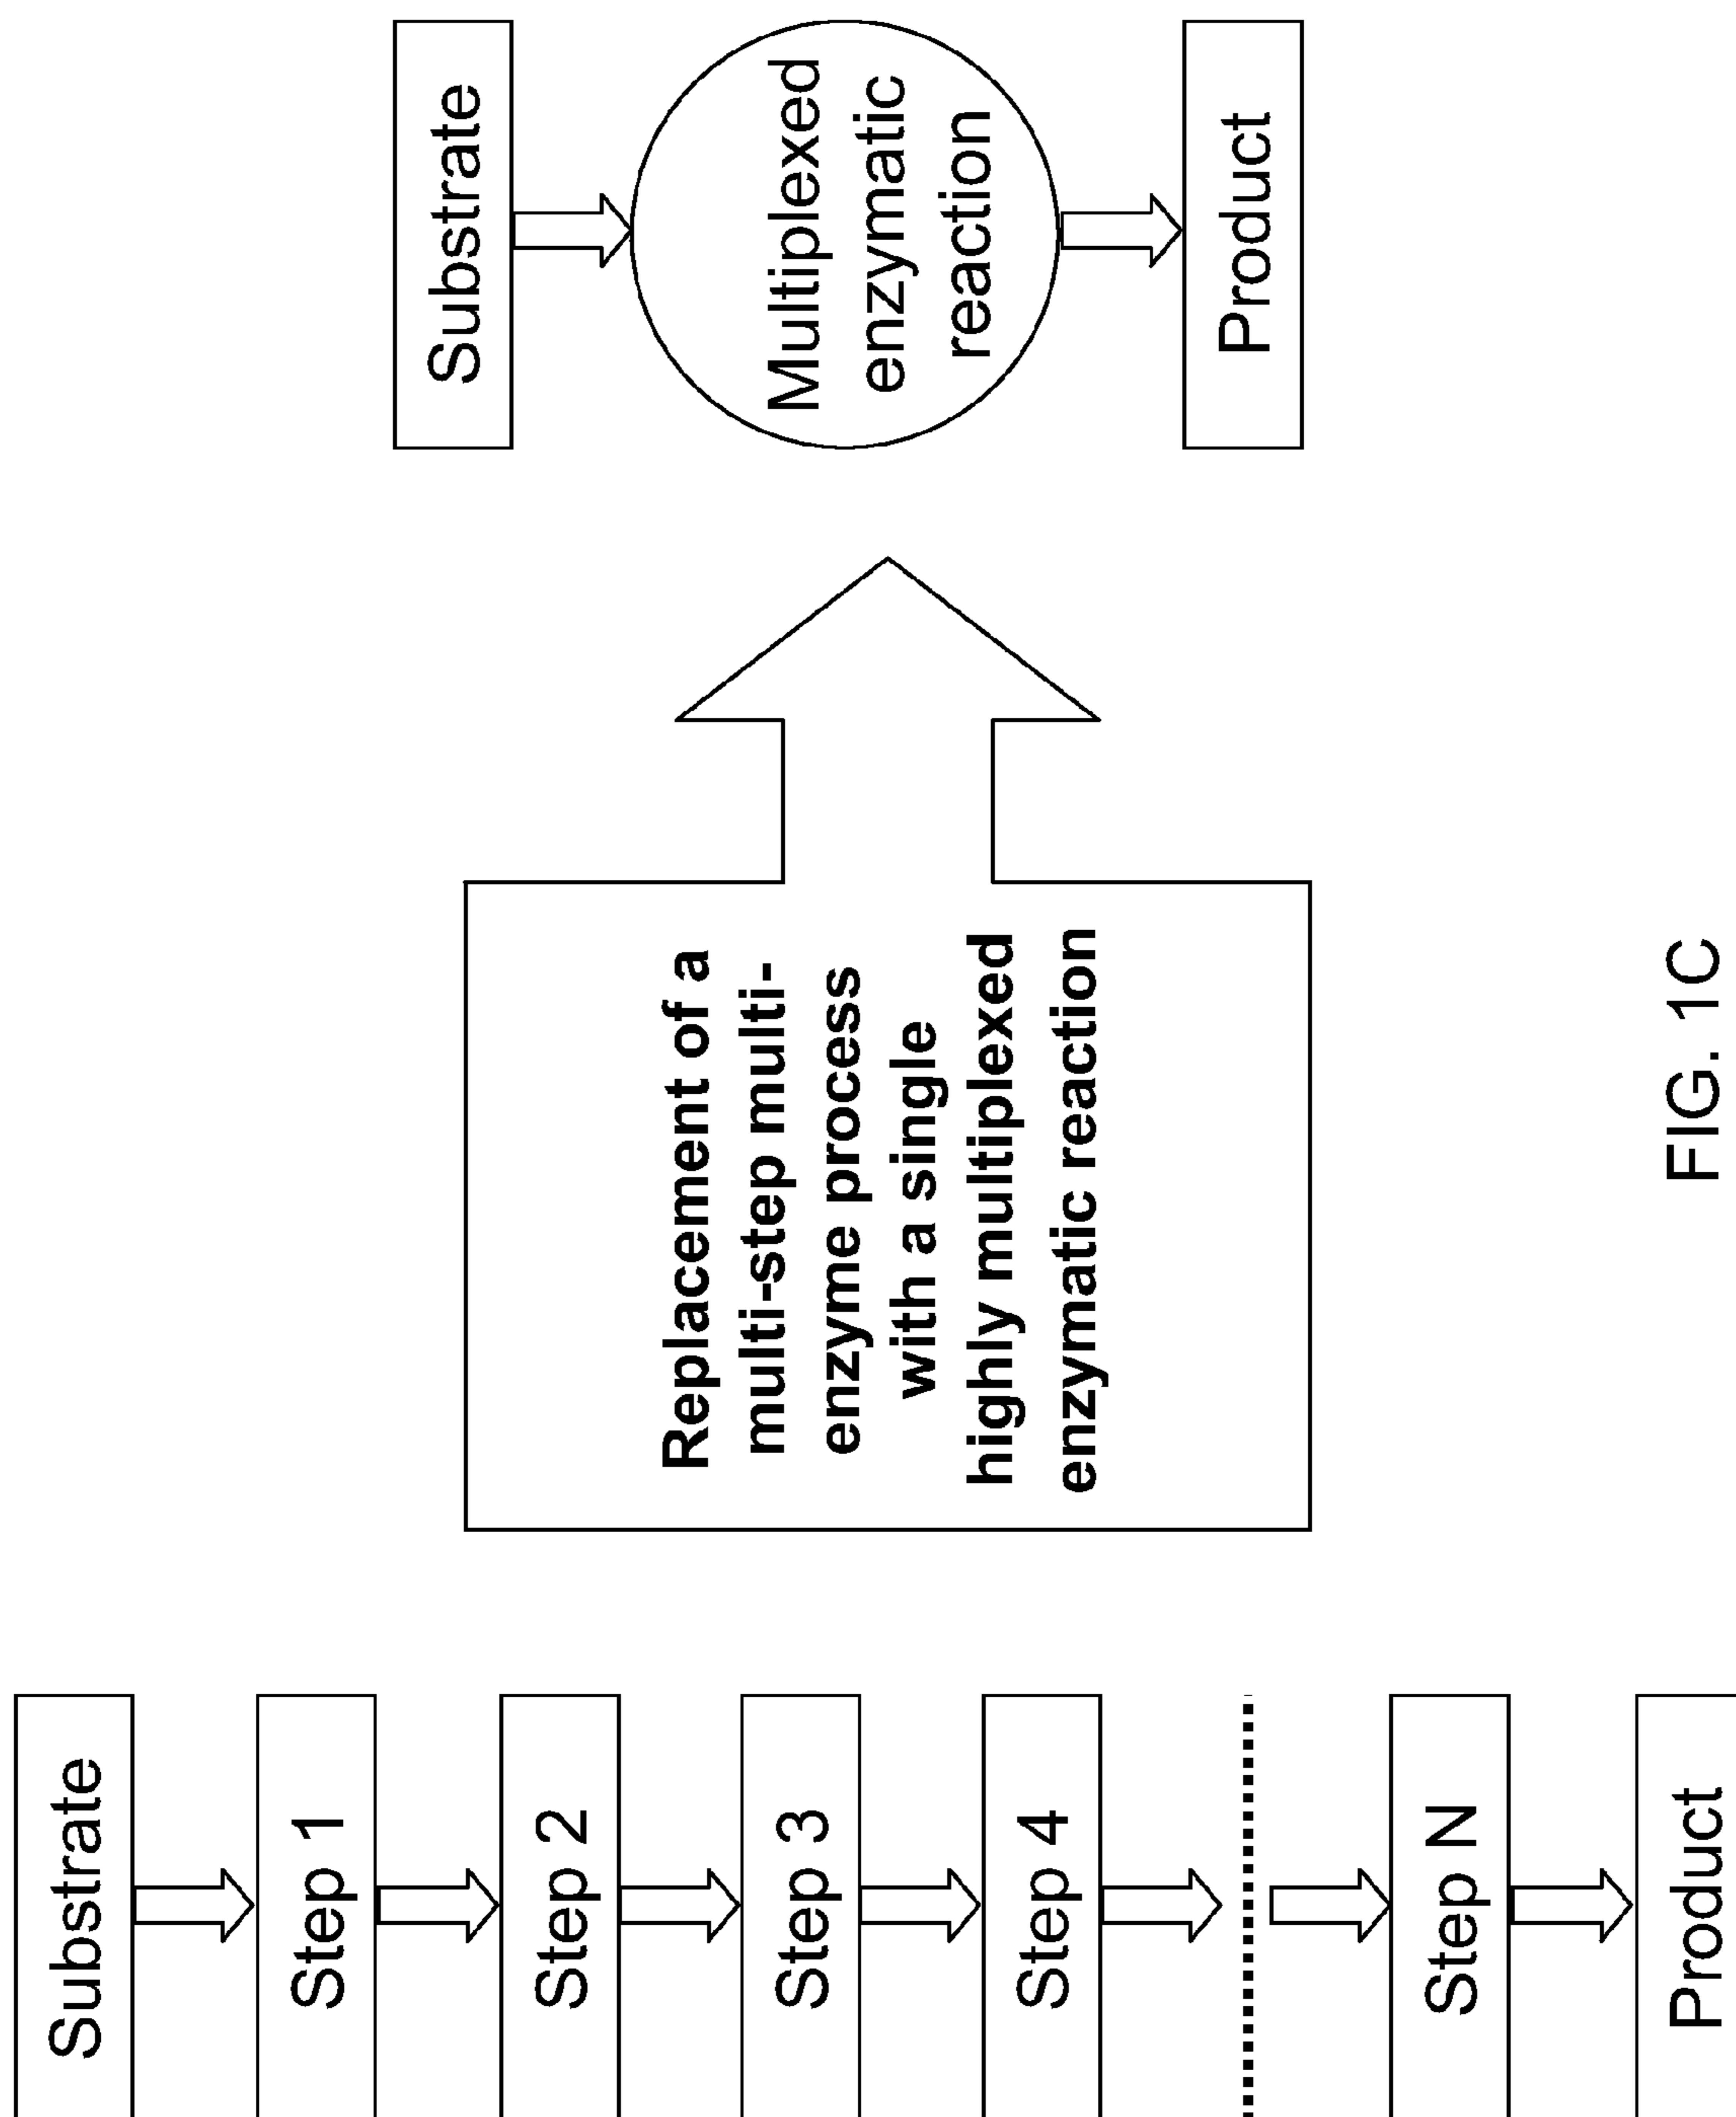 Substrate
Step 1
Step 2
Step 3
Step 4
Step N
Product
Replacement of a
multi-step multi-
enzyme process
with a single
highly multiplexed
enzymatic reaction
Substrate
Multiplexed
enzymatic
reaction
Product
FIG. 1C